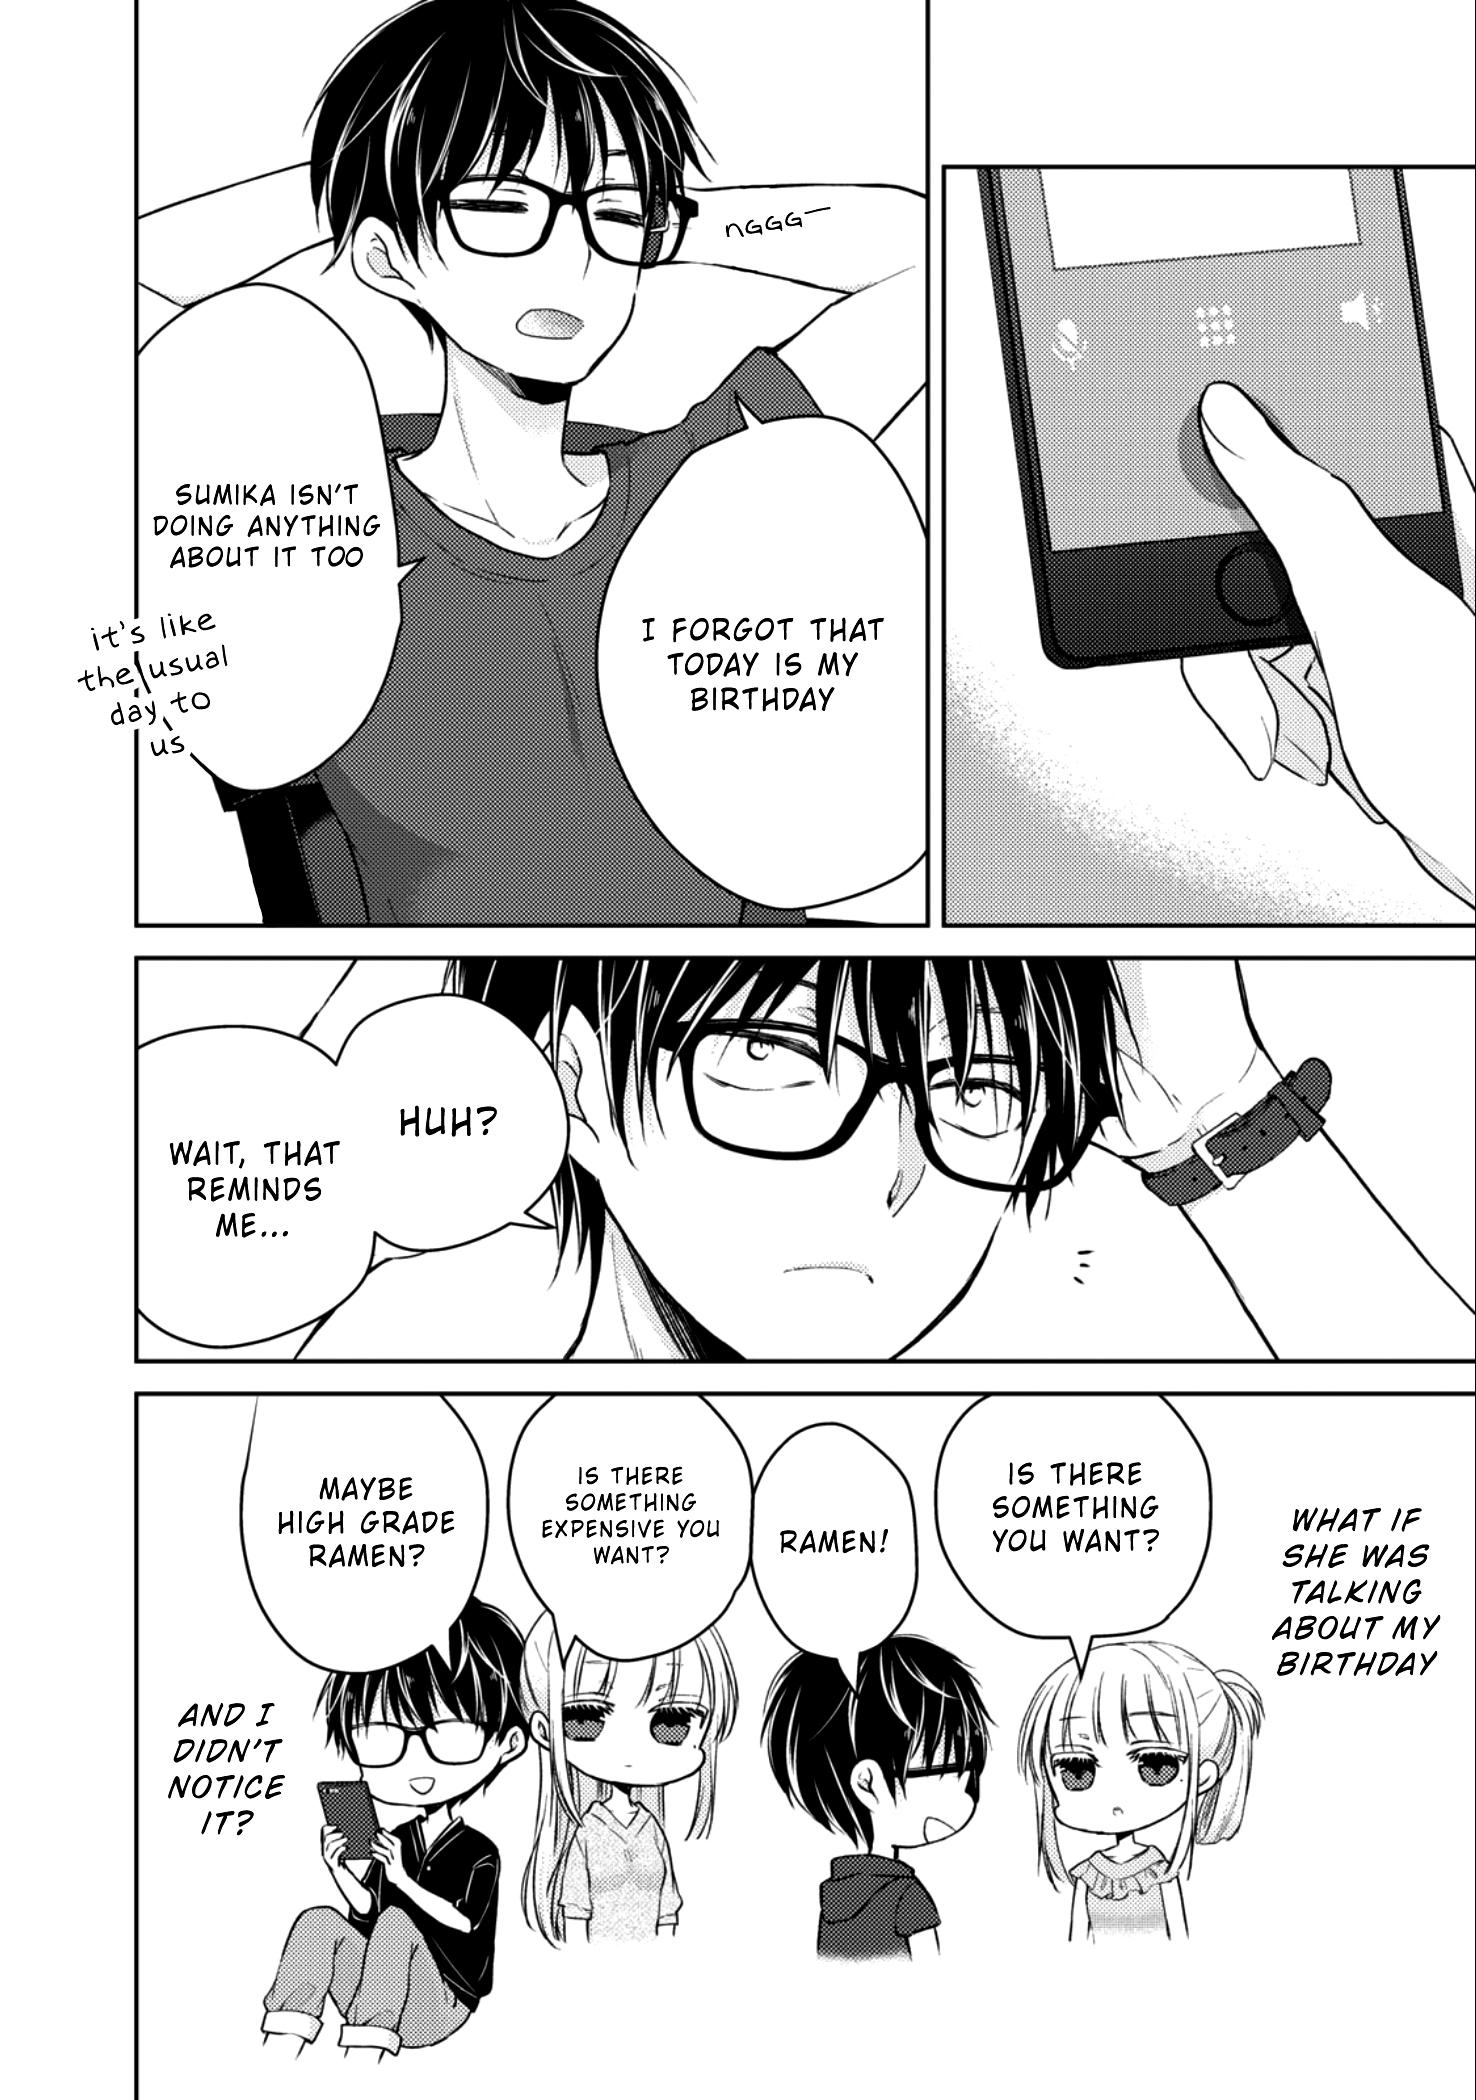 nGGG—
I FORGOT THAT
TODAY IS MY
BIRTHDAY
SUMIKA ISN'T
DOING ANYTHING
ABOUT IT TOO
it's like
the usual
day to
us
HUH?
WAIT, THAT
REMINDS
ME...
WHAT IF
SHE WAS
TALKING
ABOUT MY
BIRTHDAY
IS THERE
SOMETHING
YOU WANT?
RAMEN!
IS THERE
SOMETHING
EXPENSIVE YOU
WANT?
MAYBE
HIGH GRADE
RAMEN?
AND I
DIDN'T
NOTICE
IT?